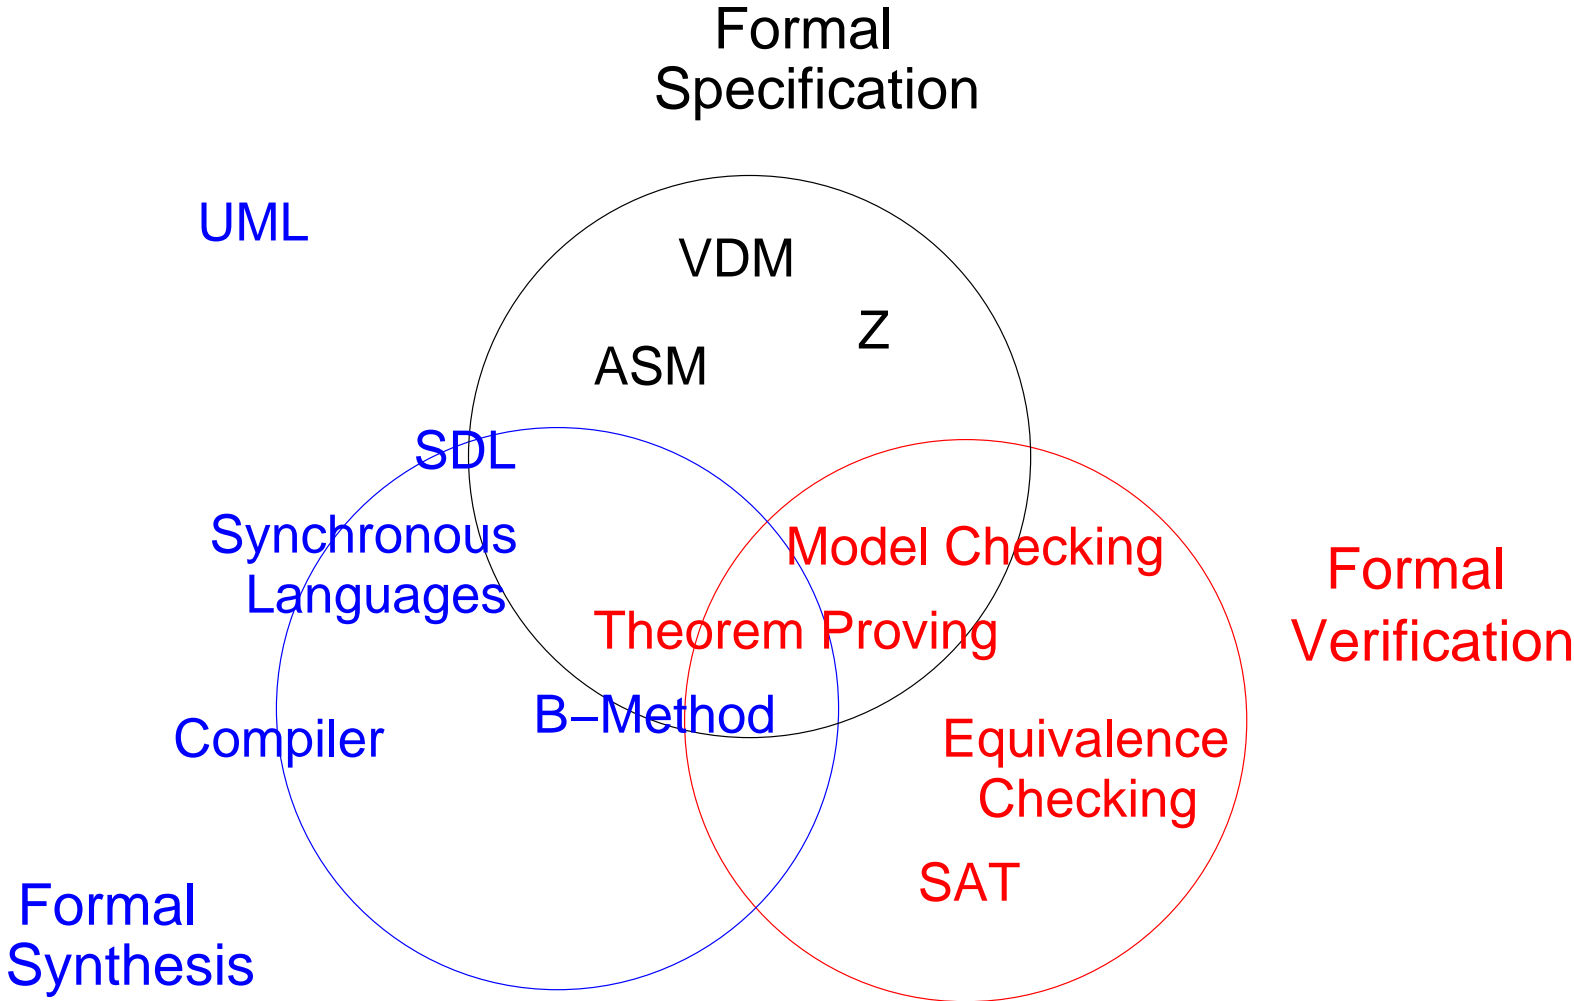 Formal
Specification
UML
VDM
Z
ASM
SDL
Synchronous
Languages
Model Checking
Formal
Verification
Theorem Proving
B–Method
Compiler
Equivalence
Checking
SAT
Formal
Synthesis